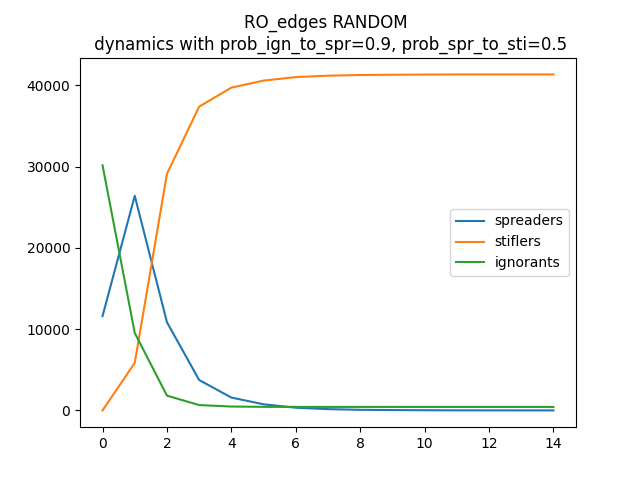 RO_edges RANDOM
dynamics with prob_ign_to_spr=0.9, prob_spr_to_sti=0.5
40000
30000
20000
10000
0
spreaders
stiflers
ignorants
0 2 4 6 8 10 12 14